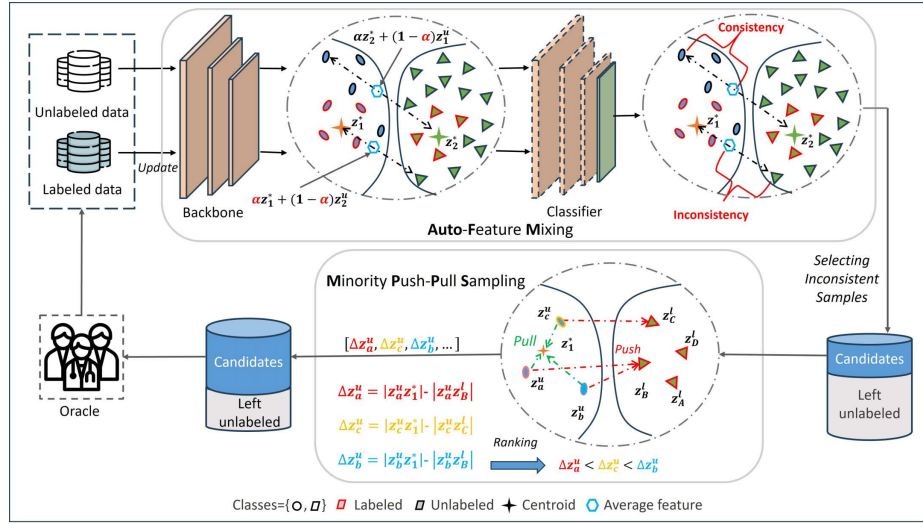 Unlabeled data
Labeled data
Update
Backbone
αz₂* + (1 − α)z₁ᵘ
z₁*
z₂*
αz₁* + (1 − α)z₂ᵘ
Classifier
Auto-Feature Mixing
Consistency
z₁*
z₂*
Inconsistency
Selecting
Inconsistent
Samples
Candidates
Left
unlabeled
Minority Push-Pull Sampling
z_cᵘ
z_Cˡ
Pull
z₁*
z_Dˡ
Push
z_aᵘ
z_bᵘ
z_Bˡ
z_Aˡ
[Δz_aᵘ, Δz_cᵘ, Δz_bᵘ, ...]
Δz_aᵘ = |z_aᵘz₁*|- |z_aᵘz_Bˡ|
Δz_cᵘ = |z_cᵘz₁*|- |z_cᵘz_Cˡ|
Δz_bᵘ = |z_bᵘz₁*|- |z_bᵘz_Bˡ|
Ranking
Δz_aᵘ < Δz_cᵘ < Δz_bᵘ
Candidates
Left
unlabeled
Oracle
Classes={ , } Labeled Unlabeled Centroid Average feature